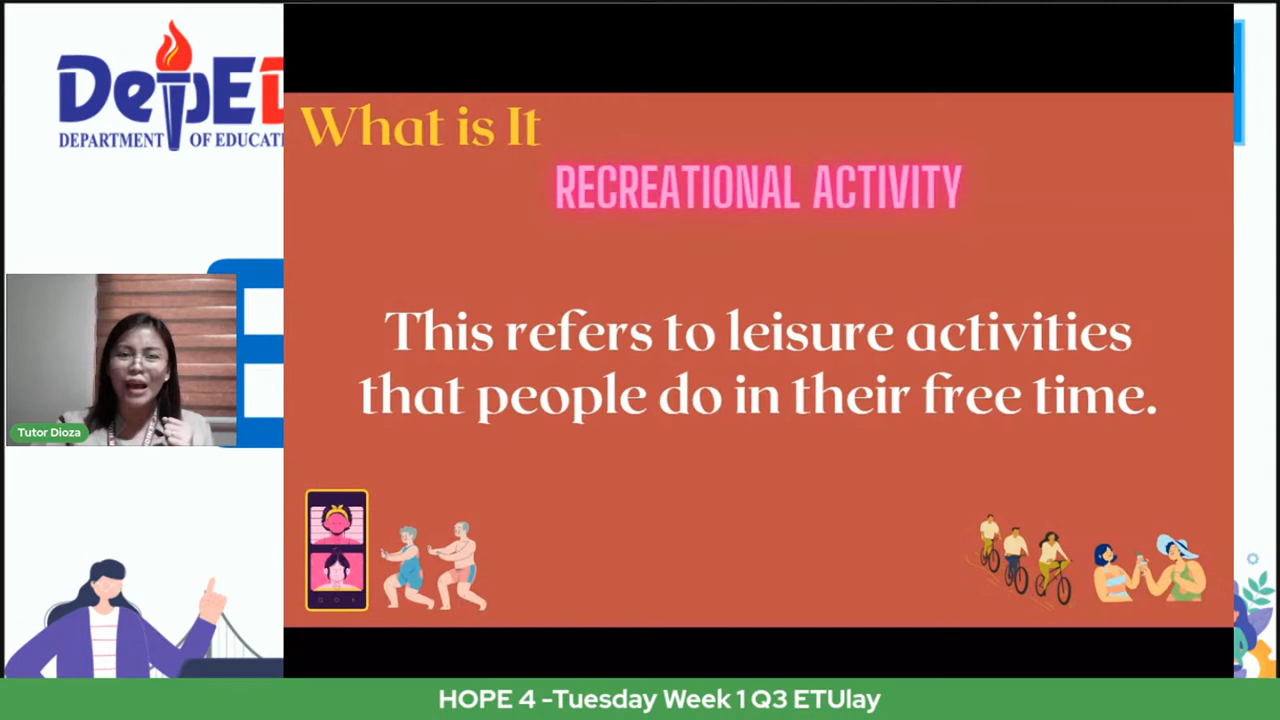 DepED
DEPARTMENT OF EDUCATI
What is It
RECREATIONAL ACTIVITY
This refers to leisure activities
that people do in their free time.
Tutor Dioza
HOPE 4 -Tuesday Week 1 Q3 ETUlay